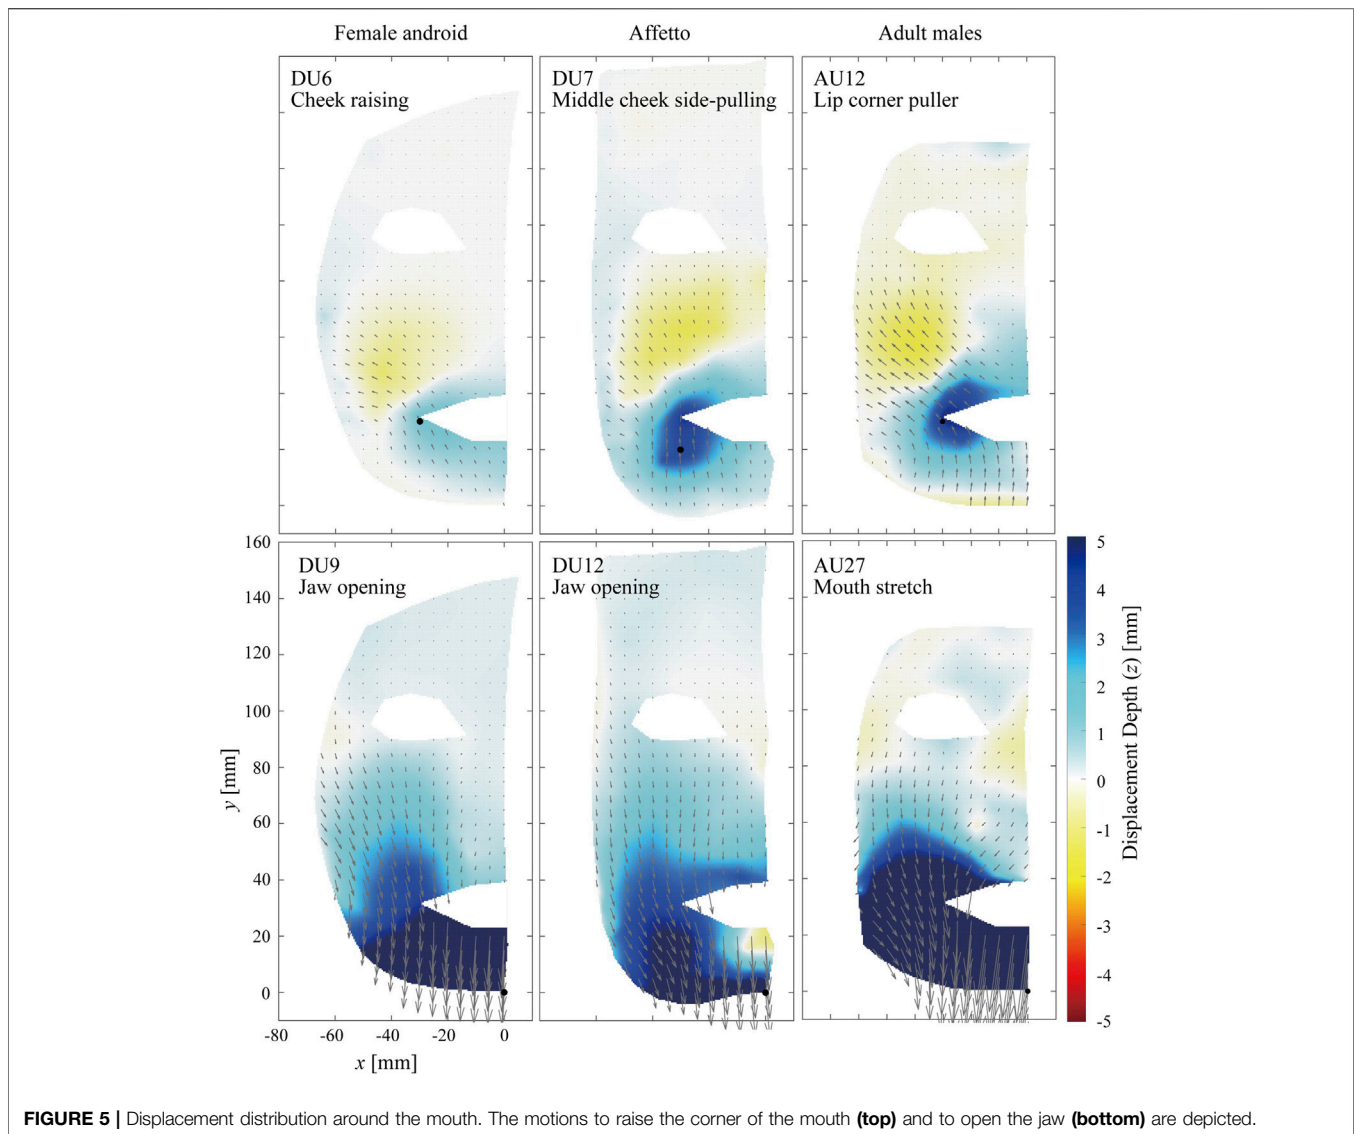 Female android
Affetto
Adult males
DU6
Cheek raising
DU7
Middle cheek side-pulling
AU12
Lip corner puller
DU9
Jaw opening
DU12
Jaw opening
AU27
Mouth stretch
160
140
120
100
80
60
40
20
0
y [mm]
-80
-60
-40
-20
0
x [mm]
5
4
3
2
1
0
-1
-2
-3
-4
-5
Displacement Depth (z) [mm]
FIGURE 5 | Displacement distribution around the mouth. The motions to raise the corner of the mouth (top) and to open the jaw (bottom) are depicted.